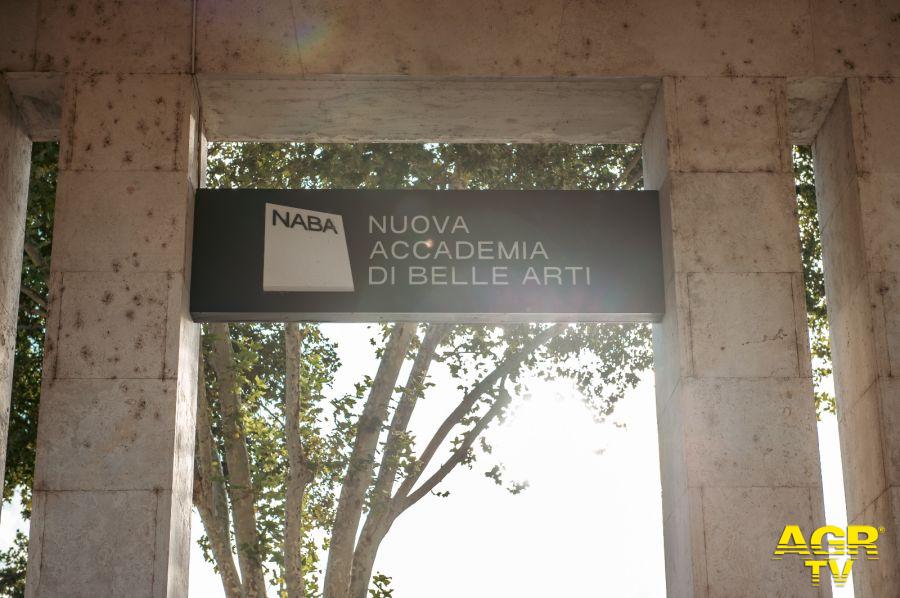 NABA
NUOVA
ACCADEMIA
DI BELLE ARTI
AGR®
TV